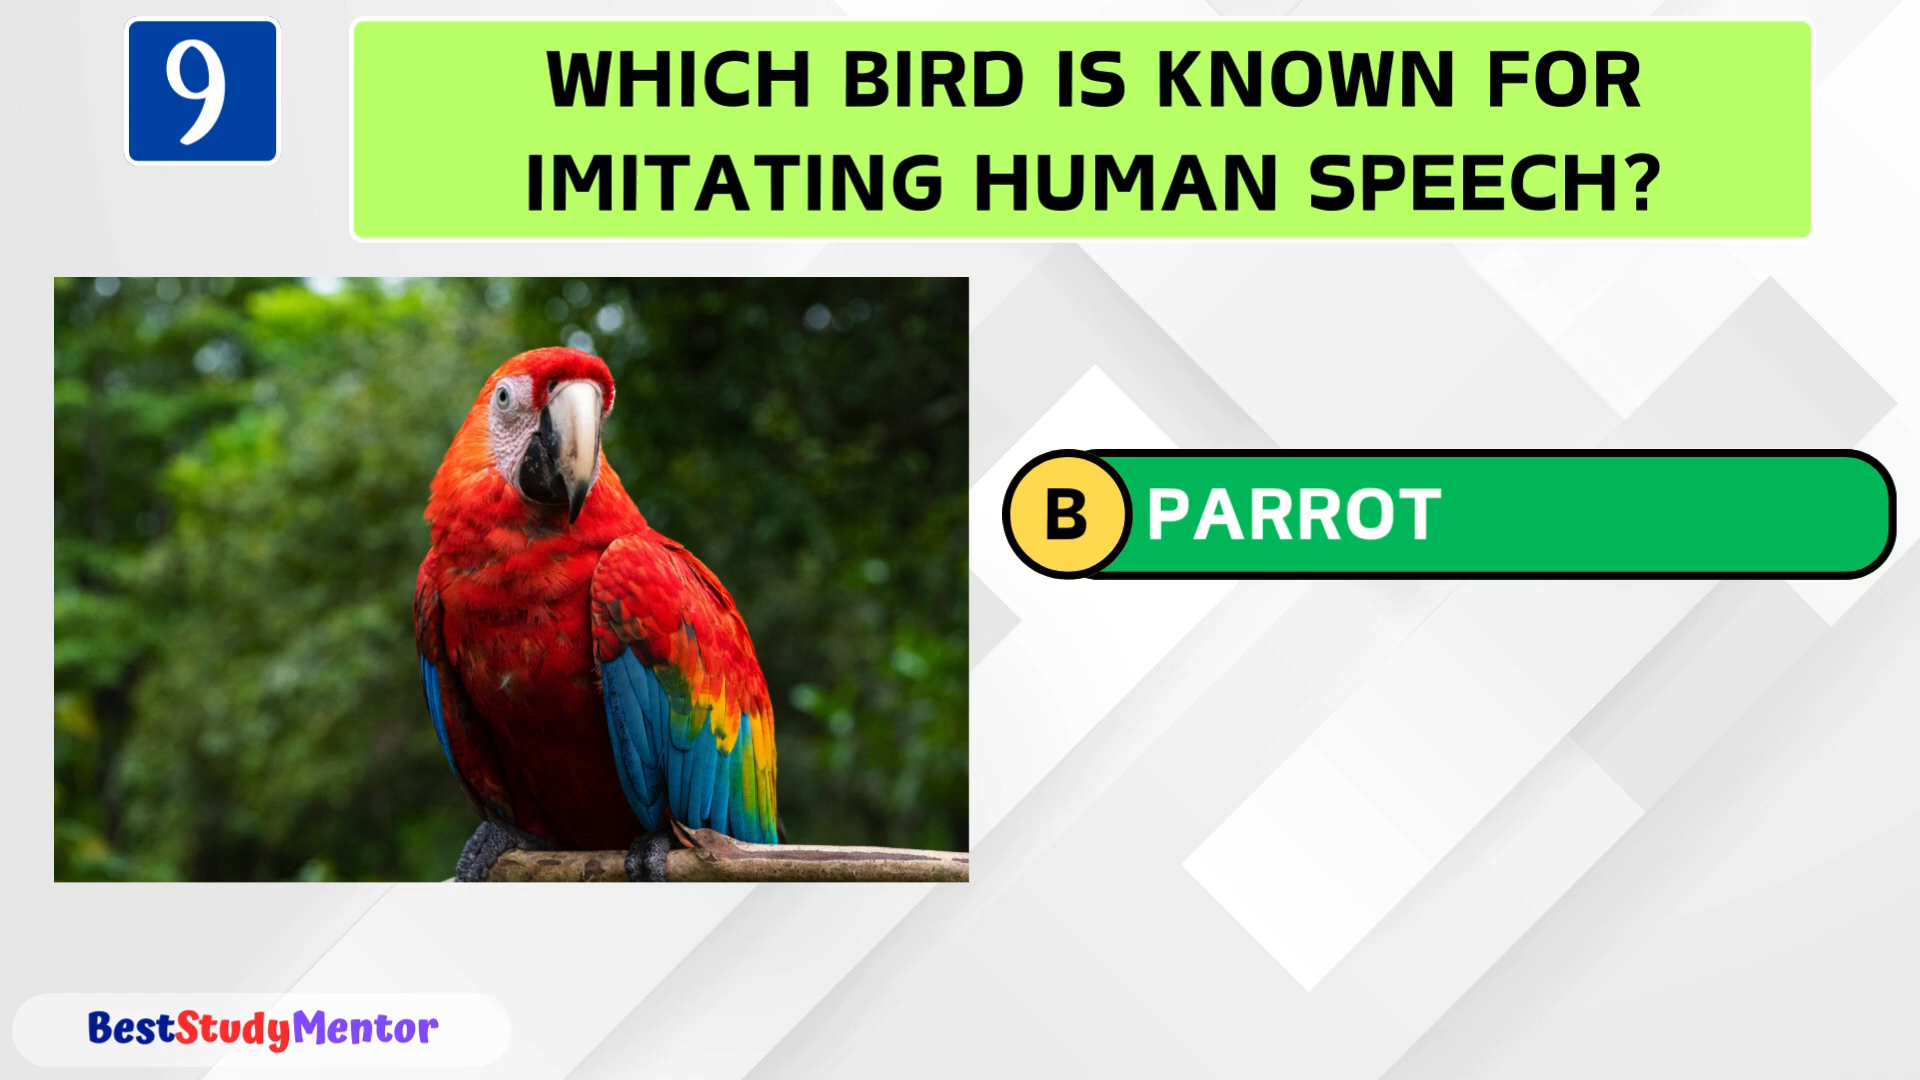 9
WHICH BIRD IS KNOWN FOR
IMITATING HUMAN SPEECH?
B PARROT
BestStudyMentor